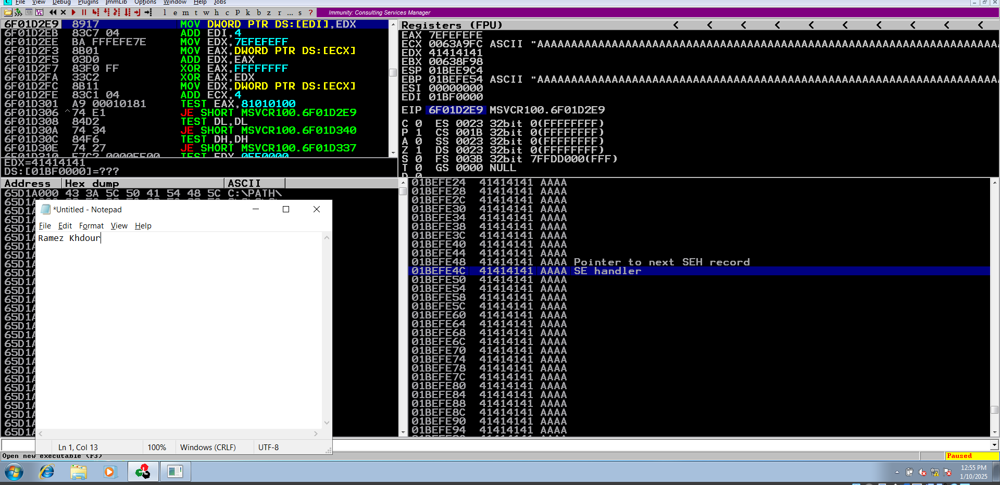 File View Debug Plugins ImmLib Options Window Help Jobs
l e m t w h c p k b z r ... s ?
Immunity: Consulting Services Manager
6F01D2E9 8917 MOV DWORD PTR DS:[EDI],EDX
6F01D2EB 83C7 04 ADD EDI,4
6F01D2EE BA FFFEFE7E MOV EDX,7EFEFEFF
6F01D2F3 8B01 MOV EAX,DWORD PTR DS:[ECX]
6F01D2F5 03D0 ADD EDX,EAX
6F01D2F7 83F0 FF XOR EAX,FFFFFFFF
6F01D2FA 33C2 XOR EAX,EDX
6F01D2FC 8B11 MOV EDX,DWORD PTR DS:[ECX]
6F01D2FE 83C1 04 ADD ECX,4
6F01D301 A9 00010181 TEST EAX,81010100
6F01D306 ^74 E1 JE SHORT MSVCR100.6F01D2E9
6F01D308 84D2 TEST DL,DL
6F01D30A 74 34 JE SHORT MSVCR100.6F01D340
6F01D30C 84F6 TEST DH,DH
6F01D30E 74 27 JE SHORT MSVCR100.6F01D337
6F01D310 F7C2 0000FF00 TEST EDX,0FF0000
EDX=41414141
DS:[01BF0000]=???
Registers (FPU) < < < < < < < < < <
EAX 7EFEFEFE
ECX 0063A9FC ASCII "AAAAAAAAAAAAAAAAAAAAAAAAAAAAAAAAAAAAAAAAAAAAAAAAAAAAAAAAAAAAAAAAAAAA
EDX 41414141
EBX 00638F98
ESP 01BEE9C4
EBP 01BEFE54 ASCII "AAAAAAAAAAAAAAAAAAAAAAAAAAAAAAAAAAAAAAAAAAAAAAAAAAAAAAAAAAAAAAAAAAAA
ESI 00000000
EDI 01BF0000
EIP 6F01D2E9 MSVCR100.6F01D2E9
C 0 ES 0023 32bit 0(FFFFFFFF)
P 1 CS 001B 32bit 0(FFFFFFFF)
A 0 SS 0023 32bit 0(FFFFFFFF)
Z 1 DS 0023 32bit 0(FFFFFFFF)
S 0 FS 003B 32bit 7FFDD000(FFF)
T 0 GS 0000 NULL
D 0
Address Hex dump ASCII
65D1A000 43 3A 5C 50 41 54 48 5C C:\PATH\
*Untitled - Notepad
File Edit Format View Help
Ramez Khdour
Ln 1, Col 13 100% Windows (CRLF) UTF-8
01BEFE24 41414141 AAAA
01BEFE28 41414141 AAAA
01BEFE2C 41414141 AAAA
01BEFE30 41414141 AAAA
01BEFE34 41414141 AAAA
01BEFE38 41414141 AAAA
01BEFE3C 41414141 AAAA
01BEFE40 41414141 AAAA
01BEFE44 41414141 AAAA
01BEFE48 41414141 AAAA Pointer to next SEH record
01BEFE4C 41414141 AAAA SE handler
01BEFE50 41414141 AAAA
01BEFE54 41414141 AAAA
01BEFE58 41414141 AAAA
01BEFE5C 41414141 AAAA
01BEFE60 41414141 AAAA
01BEFE64 41414141 AAAA
01BEFE68 41414141 AAAA
01BEFE6C 41414141 AAAA
01BEFE70 41414141 AAAA
01BEFE74 41414141 AAAA
01BEFE78 41414141 AAAA
01BEFE7C 41414141 AAAA
01BEFE80 41414141 AAAA
01BEFE84 41414141 AAAA
01BEFE88 41414141 AAAA
01BEFE8C 41414141 AAAA
01BEFE90 41414141 AAAA
01BEFE94 41414141 AAAA
Open new executable (F3)
Paused
12:55 PM
1/10/2025